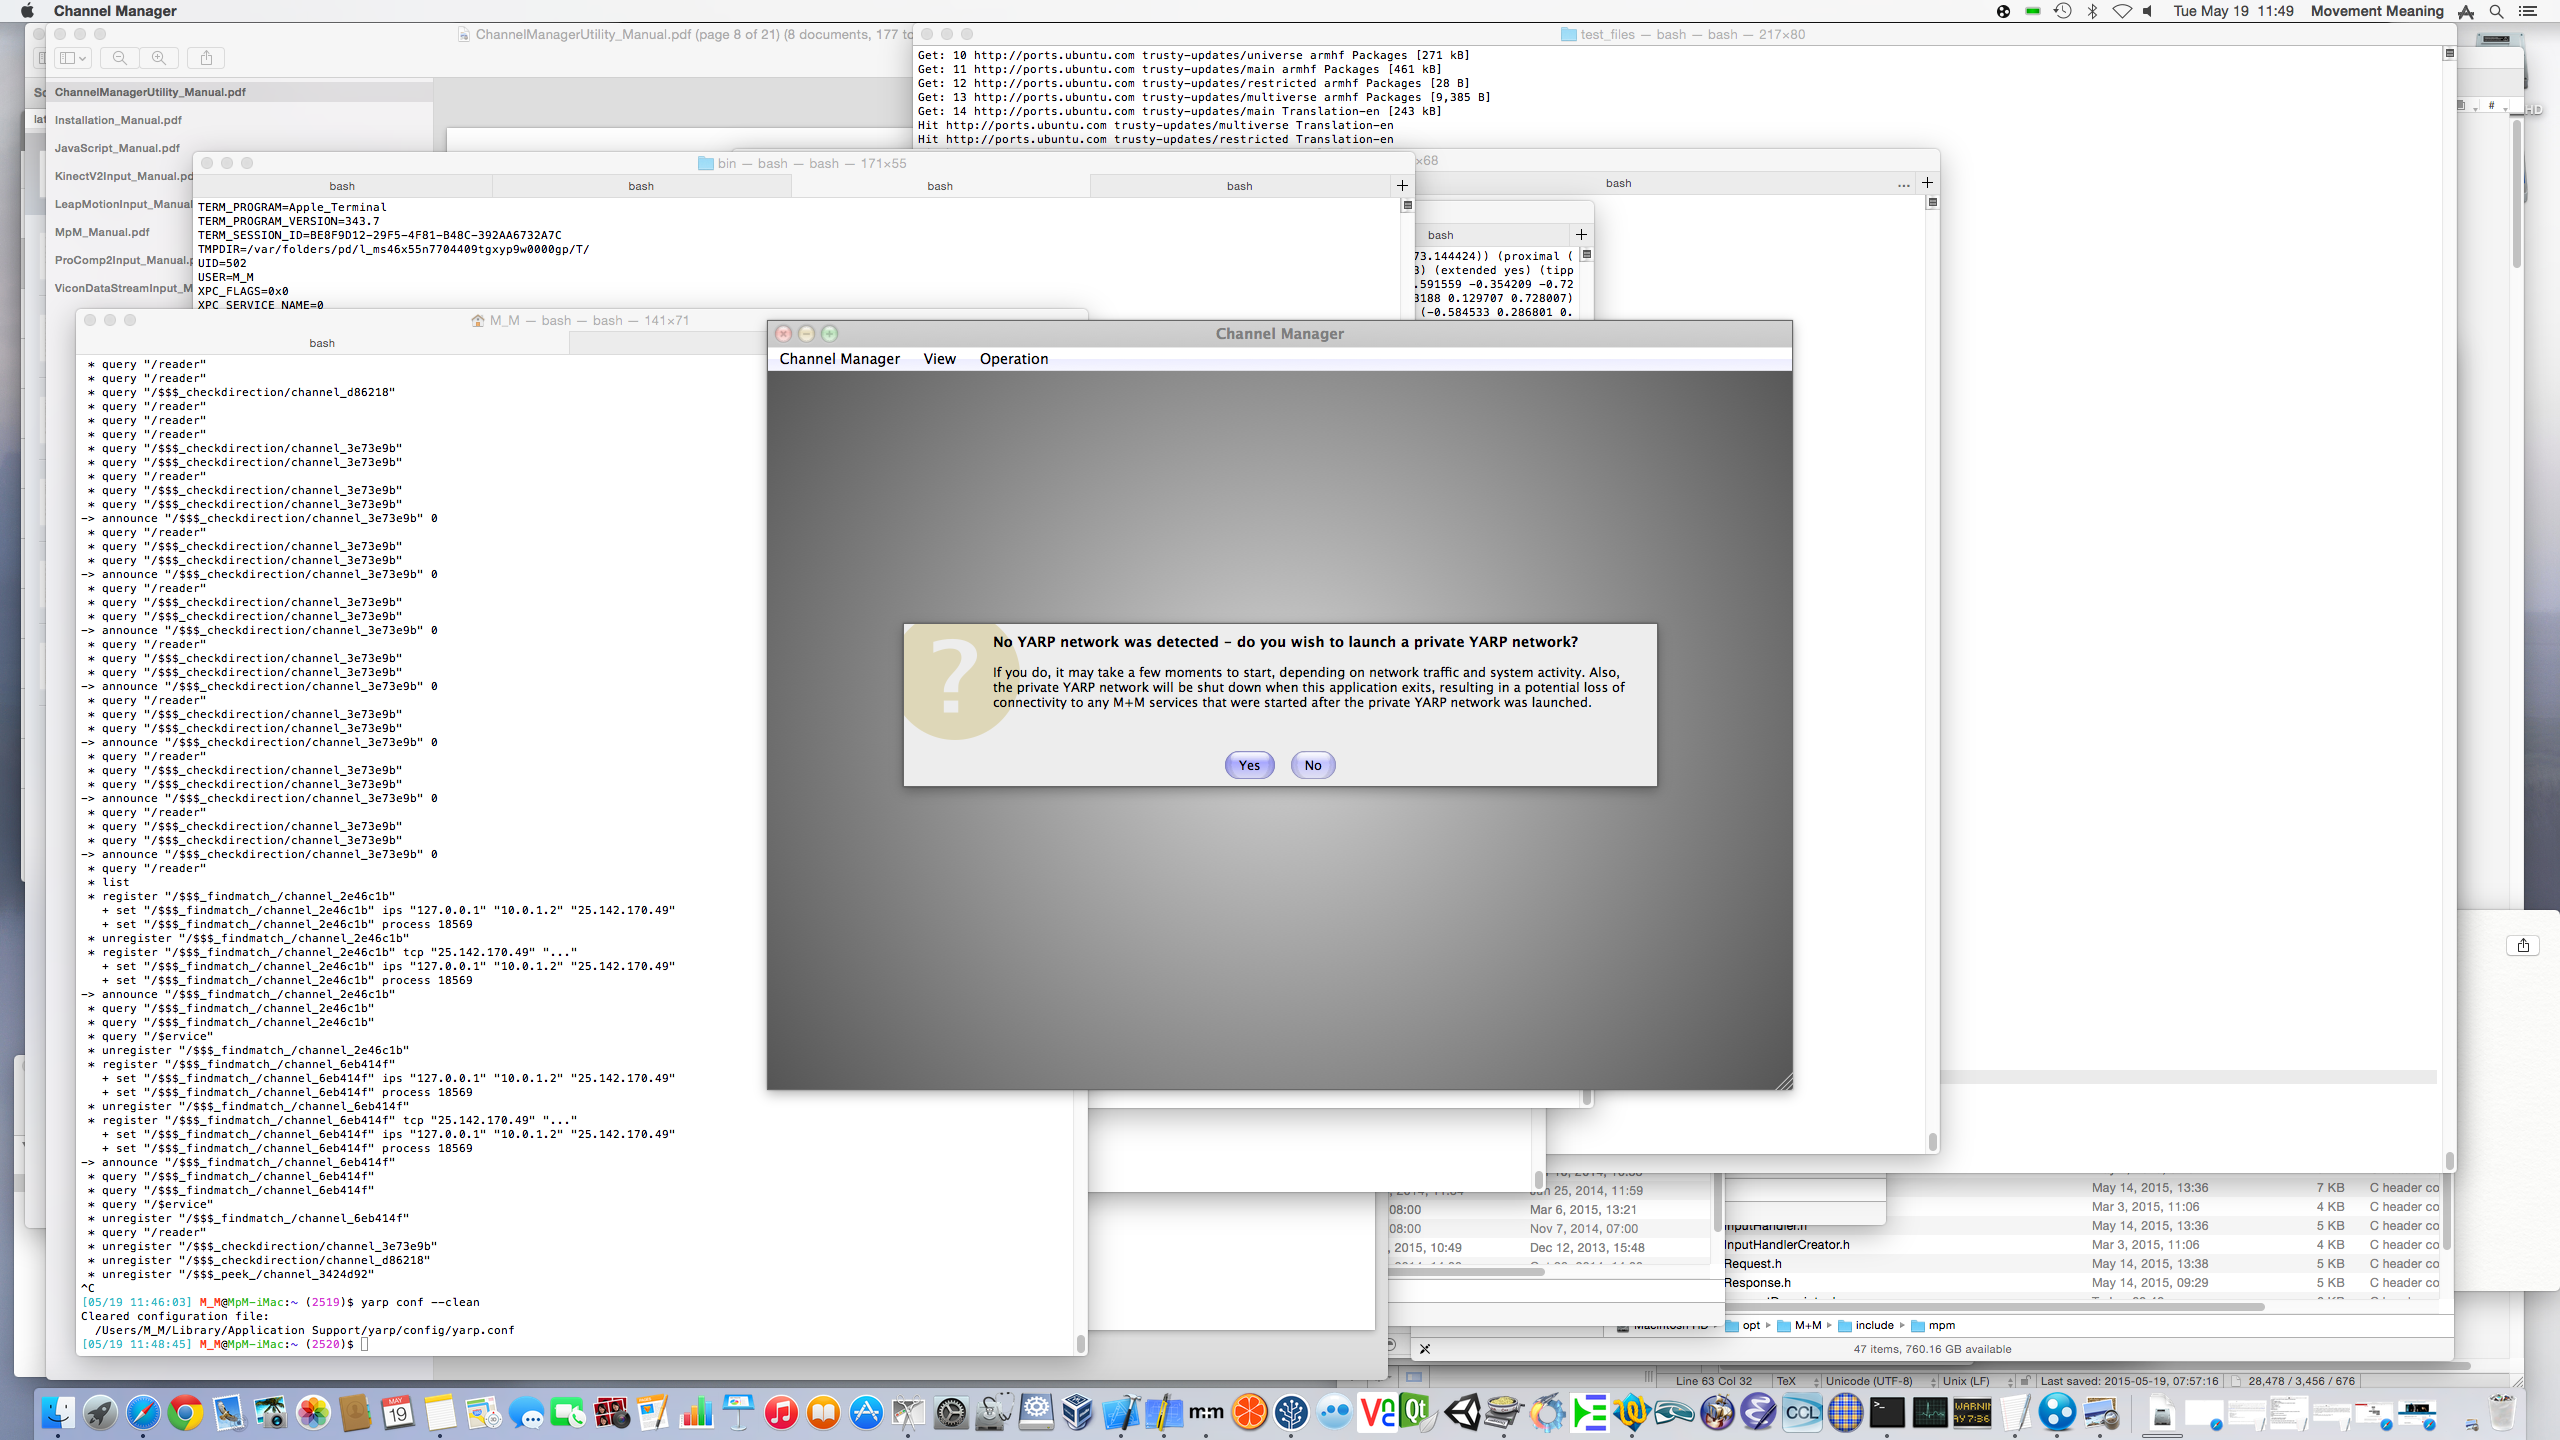 Channel Manager
Tue May 19 11:49 Movement Meaning
ChannelManagerUtility_Manual.pdf (page 8 of 21) (8 documents, 177 to
test_files — bash — bash — 217×80
ChannelManagerUtility_Manual.pdf
Installation_Manual.pdf
JavaScript_Manual.pdf
KinectV2Input_Manual.pd
LeapMotionInput_Manual
MpM_Manual.pdf
ProComp2Input_Manual.p
ViconDataStreamInput_M
Get: 10 http://ports.ubuntu.com trusty-updates/universe armhf Packages [271 kB]
Get: 11 http://ports.ubuntu.com trusty-updates/main armhf Packages [461 kB]
Get: 12 http://ports.ubuntu.com trusty-updates/restricted armhf Packages [28 B]
Get: 13 http://ports.ubuntu.com trusty-updates/multiverse armhf Packages [9,385 B]
Get: 14 http://ports.ubuntu.com trusty-updates/main Translation-en [243 kB]
Hit http://ports.ubuntu.com trusty-updates/multiverse Translation-en
Hit http://ports.ubuntu.com trusty-updates/restricted Translation-en
bin — bash — bash — 171×55
bash bash bash bash
TERM_PROGRAM=Apple_Terminal
TERM_PROGRAM_VERSION=343.7
TERM_SESSION_ID=BE8F9D12-29F5-4F81-B48C-392AA6732A7C
TMPDIR=/var/folders/pd/l_ms46x55n7704409tgxyp9w0000gp/T/
UID=502
USER=M_M
XPC_FLAGS=0x0
XPC_SERVICE_NAME=0
×68
bash ...
bash
73.144424)) (proximal (
3) (extended yes) (tipp
.591559 -0.354209 -0.72
3188 0.129707 0.728007)
(-0.584533 0.286801 0.
M_M — bash — bash — 141×71
bash
* query "/reader"
* query "/reader"
* query "/$$$_checkdirection/channel_d86218"
* query "/reader"
* query "/reader"
* query "/reader"
* query "/$$$_checkdirection/channel_3e73e9b"
* query "/$$$_checkdirection/channel_3e73e9b"
* query "/reader"
* query "/$$$_checkdirection/channel_3e73e9b"
* query "/$$$_checkdirection/channel_3e73e9b"
-> announce "/$$$_checkdirection/channel_3e73e9b" 0
* query "/reader"
* query "/$$$_checkdirection/channel_3e73e9b"
* query "/$$$_checkdirection/channel_3e73e9b"
-> announce "/$$$_checkdirection/channel_3e73e9b" 0
* query "/reader"
* query "/$$$_checkdirection/channel_3e73e9b"
* query "/$$$_checkdirection/channel_3e73e9b"
-> announce "/$$$_checkdirection/channel_3e73e9b" 0
* query "/reader"
* query "/$$$_checkdirection/channel_3e73e9b"
* query "/$$$_checkdirection/channel_3e73e9b"
-> announce "/$$$_checkdirection/channel_3e73e9b" 0
* query "/reader"
* query "/$$$_checkdirection/channel_3e73e9b"
* query "/$$$_checkdirection/channel_3e73e9b"
-> announce "/$$$_checkdirection/channel_3e73e9b" 0
* query "/reader"
* query "/$$$_checkdirection/channel_3e73e9b"
* query "/$$$_checkdirection/channel_3e73e9b"
-> announce "/$$$_checkdirection/channel_3e73e9b" 0
* query "/reader"
* query "/$$$_checkdirection/channel_3e73e9b"
* query "/$$$_checkdirection/channel_3e73e9b"
-> announce "/$$$_checkdirection/channel_3e73e9b" 0
* query "/reader"
* list
* register "/$$$_findmatch_/channel_2e46c1b"
+ set "/$$$_findmatch_/channel_2e46c1b" ips "127.0.0.1" "10.0.1.2" "25.142.170.49"
+ set "/$$$_findmatch_/channel_2e46c1b" process 18569
* unregister "/$$$_findmatch_/channel_2e46c1b"
* register "/$$$_findmatch_/channel_2e46c1b" tcp "25.142.170.49" "..."
+ set "/$$$_findmatch_/channel_2e46c1b" ips "127.0.0.1" "10.0.1.2" "25.142.170.49"
+ set "/$$$_findmatch_/channel_2e46c1b" process 18569
-> announce "/$$$_findmatch_/channel_2e46c1b"
* query "/$$$_findmatch_/channel_2e46c1b"
* query "/$$$_findmatch_/channel_2e46c1b"
* query "/$ervice"
* unregister "/$$$_findmatch_/channel_2e46c1b"
* register "/$$$_findmatch_/channel_6eb414f"
+ set "/$$$_findmatch_/channel_6eb414f" ips "127.0.0.1" "10.0.1.2" "25.142.170.49"
+ set "/$$$_findmatch_/channel_6eb414f" process 18569
* unregister "/$$$_findmatch_/channel_6eb414f"
* register "/$$$_findmatch_/channel_6eb414f" tcp "25.142.170.49" "..."
+ set "/$$$_findmatch_/channel_6eb414f" ips "127.0.0.1" "10.0.1.2" "25.142.170.49"
+ set "/$$$_findmatch_/channel_6eb414f" process 18569
-> announce "/$$$_findmatch_/channel_6eb414f"
* query "/$$$_findmatch_/channel_6eb414f"
* query "/$$$_findmatch_/channel_6eb414f"
* query "/$ervice"
* unregister "/$$$_findmatch_/channel_6eb414f"
* query "/reader"
* unregister "/$$$_checkdirection/channel_3e73e9b"
* unregister "/$$$_checkdirection/channel_d86218"
* unregister "/$$$_peek_/channel_3424d92"
^C
[05/19 11:46:03] M_M@MpM-iMac:~ (2519)$ yarp conf --clean
Cleared configuration file:
/Users/M_M/Library/Application Support/yarp/config/yarp.conf
[05/19 11:48:45] M_M@MpM-iMac:~ (2520)$
Channel Manager
Channel Manager View Operation
No YARP network was detected - do you wish to launch a private YARP network?
If you do, it may take a few moments to start, depending on network traffic and system activity. Also,
the private YARP network will be shut down when this application exits, resulting in a potential loss of
connectivity to any M+M services that were started after the private YARP network was launched.
Yes No
Jun 25, 2014, 11:59
08:00 Mar 6, 2015, 13:21
08:00 Nov 7, 2014, 07:00
, 2015, 10:49 Dec 12, 2013, 15:48
May 14, 2015, 13:36 7 KB C header co
Mar 3, 2015, 11:06 4 KB C header co
InputHandler.h May 14, 2015, 13:36 5 KB C header co
InputHandlerCreator.h Mar 3, 2015, 11:06 4 KB C header co
Request.h May 14, 2015, 13:38 5 KB C header co
Response.h May 14, 2015, 09:29 5 KB C header co
Macintosh HD opt M+M include mpm
47 items, 760.16 GB available
Line 63 Col 32 TeX Unicode (UTF-8) Unix (LF) Last saved: 2015-05-19, 07:57:16 28,478 / 3,456 / 676
MAY 19
m:m
CCL